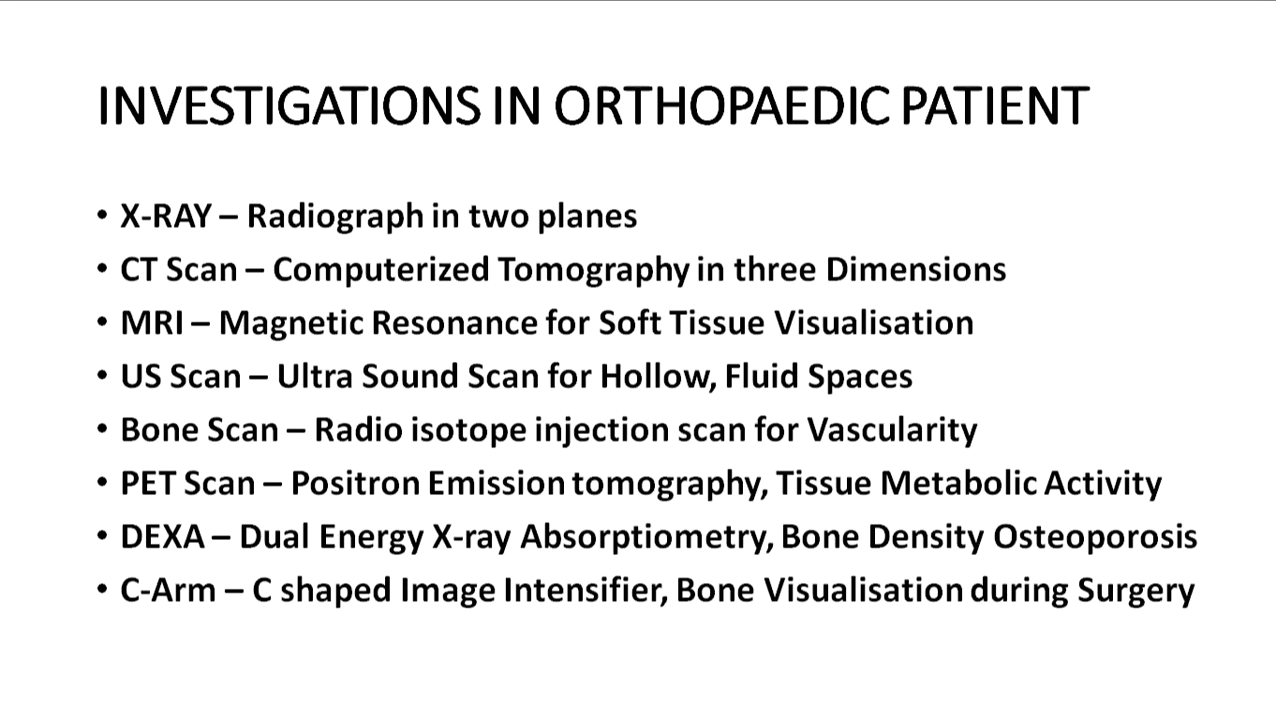 INVESTIGATIONS IN ORTHOPAEDIC PATIENT
• X-RAY – Radiograph in two planes
• CT Scan – Computerized Tomography in three Dimensions
• MRI – Magnetic Resonance for Soft Tissue Visualisation
• US Scan – Ultra Sound Scan for Hollow, Fluid Spaces
• Bone Scan – Radio isotope injection scan for Vascularity
• PET Scan – Positron Emission tomography, Tissue Metabolic Activity
• DEXA – Dual Energy X-ray Absorptiometry, Bone Density Osteoporosis
• C-Arm – C shaped Image Intensifier, Bone Visualisation during Surgery